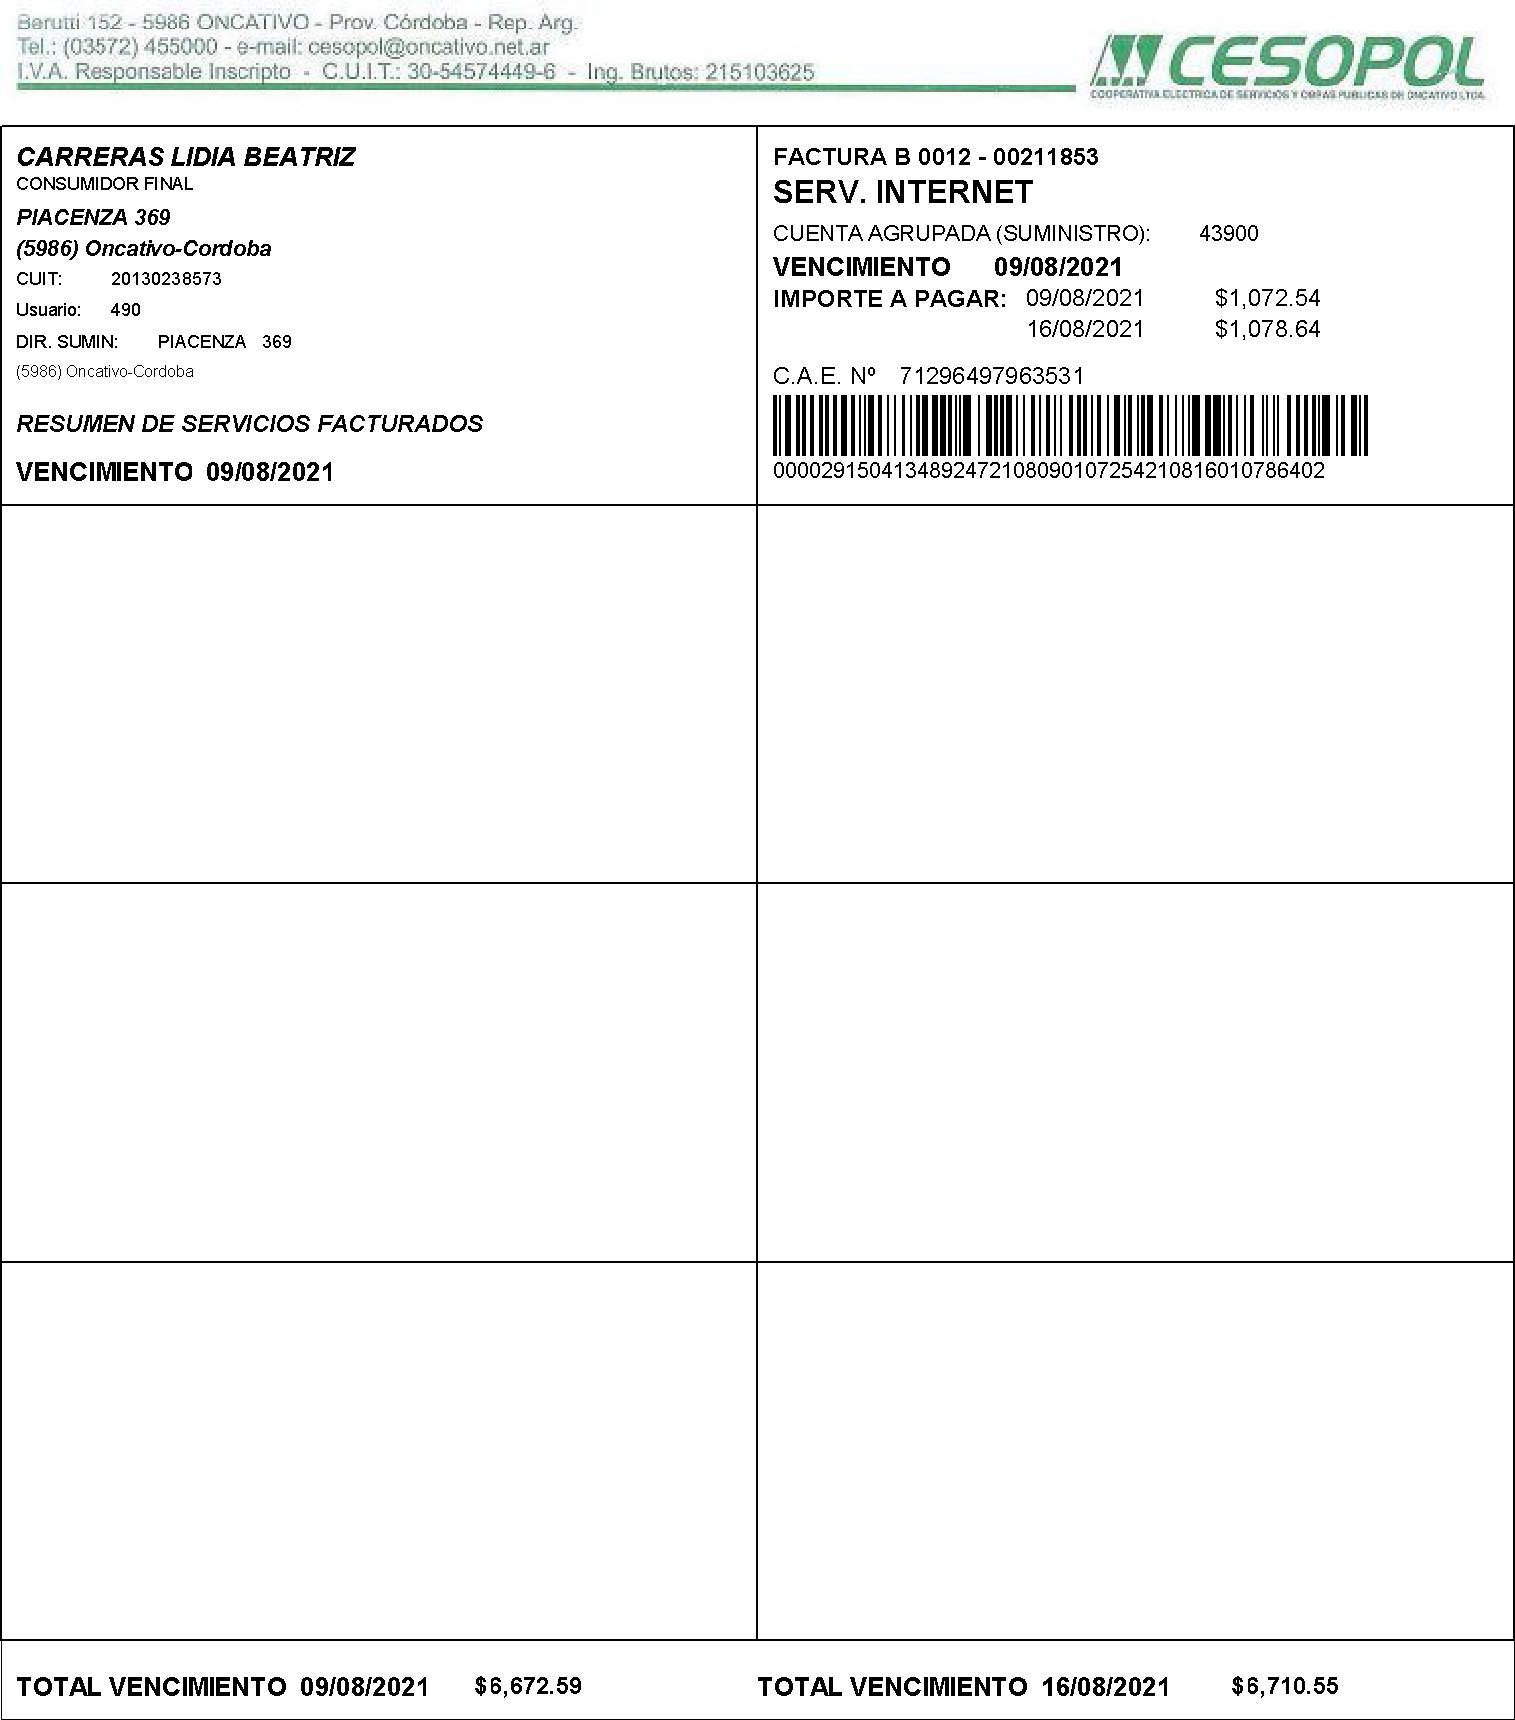 Berutti 152 - 5986 ONCATIVO - Prov. Córdoba - Rep. Arg.
Tel.: (03572) 455000 - e-mail: cesopol@oncativo.net.ar
I.V.A. Responsable Inscripto - C.U.I.T.: 30-54574449-6 - Ing. Brutos: 215103625
CESOPOL
COOPERATIVA ELECTRICA DE SERVICIOS Y OBRAS PUBLICAS DE ONCATIVO LTDA.
CARRERAS LIDIA BEATRIZ
CONSUMIDOR FINAL
PIACENZA 369
(5986) Oncativo-Cordoba
CUIT: 20130238573
Usuario: 490
DIR. SUMIN: PIACENZA 369
(5986) Oncativo-Cordoba
RESUMEN DE SERVICIOS FACTURADOS
VENCIMIENTO 09/08/2021
FACTURA B 0012 - 00211853
SERV. INTERNET
CUENTA AGRUPADA (SUMINISTRO): 43900
VENCIMIENTO 09/08/2021
IMPORTE A PAGAR: 09/08/2021 $1,072.54
16/08/2021 $1,078.64
C.A.E. Nº 71296497963531
00002915041348924721080901072542108160107864​02
TOTAL VENCIMIENTO 09/08/2021 $6,672.59
TOTAL VENCIMIENTO 16/08/2021 $6,710.55